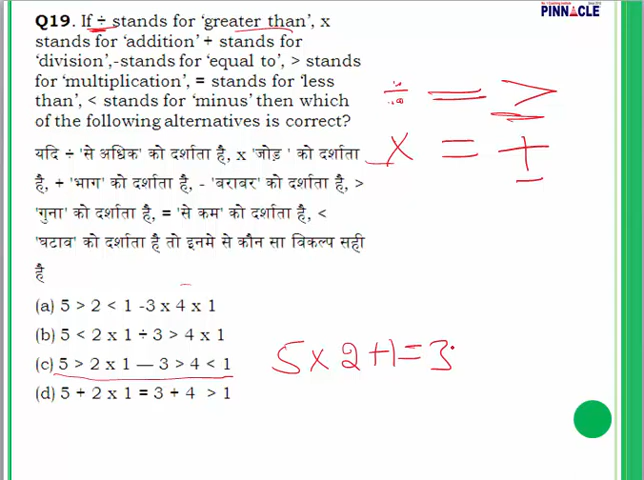 No.1 Coaching Institute
PINNACLE
Q19. If ÷ stands for ‘greater than’, x
stands for ‘addition’ + stands for
‘division’,-stands for ‘equal to’, > stands
for ‘multiplication’, = stands for ‘less
than’, < stands for ‘minus’ then which
of the following alternatives is correct?
यदि ÷ 'से अधिक' को दर्शाता है, x 'जोड़ ' को दर्शाता
है, + 'भाग' को दर्शाता है, - 'बराबर' को दर्शाता है, >
'गुना' को दर्शाता है, = 'से कम' को दर्शाता है, <
'घटाव' को दर्शाता है तो इनमे से कौन सा विकल्प सही
है
(a) 5 > 2 < 1 -3 x 4 x 1
(b) 5 < 2 x 1 ÷ 3 > 4 x 1
(c) 5 > 2 x 1 — 3 > 4 < 1
(d) 5 + 2 x 1 = 3 + 4 > 1
÷ = >
x = +
5 x 2 + 1 = 3